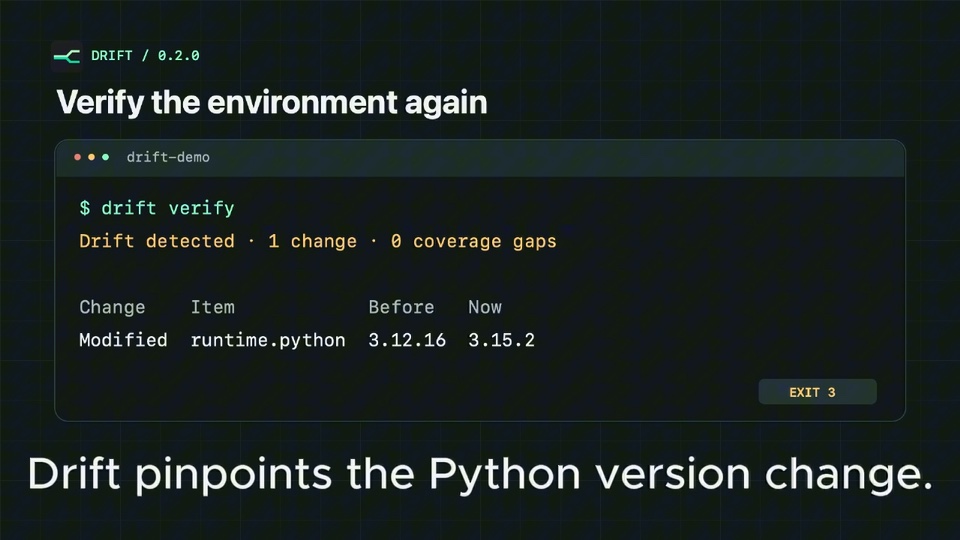 DRIFT / 0.2.0
Verify the environment again
drift-demo
$ drift verify
Drift detected · 1 change · 0 coverage gaps
Change Item Before Now
Modified runtime.python 3.12.16 3.15.2
EXIT 3
Drift pinpoints the Python version change.